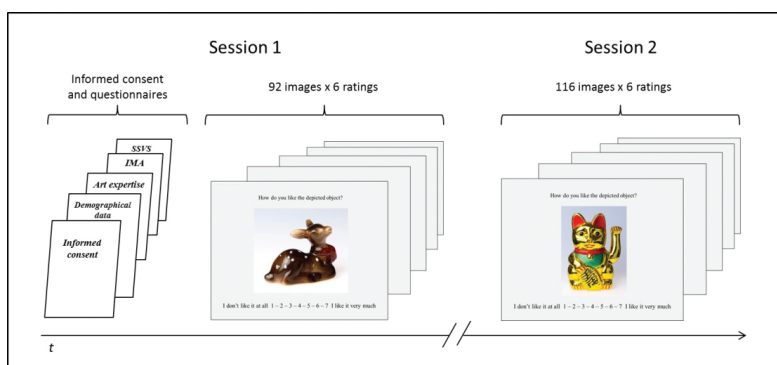 Session 1
Session 2
Informed consent
and questionnaires
92 images x 6 ratings
116 images x 6 ratings
SSVS
IMA
Art expertise
Demographical
data
Informed
consent
How do you like the depicted object?
I don't like it at all 1 – 2 – 3 – 4 – 5 – 6 – 7 I like it very much
How do you like the depicted object?
I don't like it at all 1 – 2 – 3 – 4 – 5 – 6 – 7 I like it very much
t